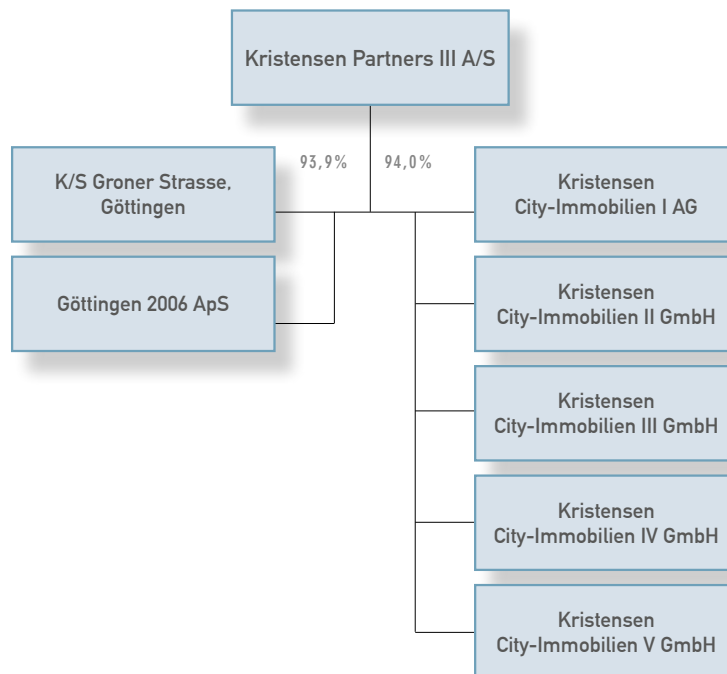 Kristensen Partners III A/S
93,9%
94,0%
K/S Groner Strasse,
Göttingen
Göttingen 2006 ApS
Kristensen
City-Immobilien I AG
Kristensen
City-Immobilien II GmbH
Kristensen
City-Immobilien III GmbH
Kristensen
City-Immobilien IV GmbH
Kristensen
City-Immobilien V GmbH